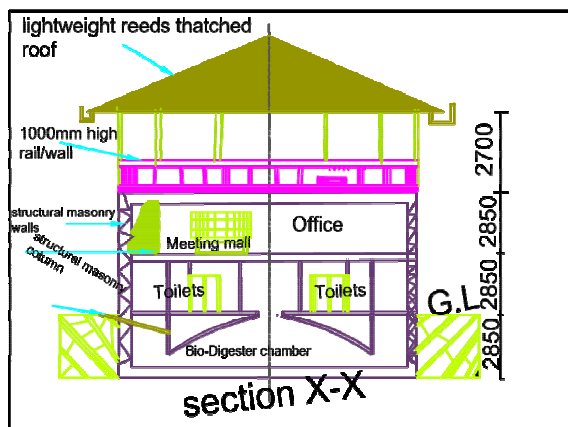 lightweight reeds thatched
roof
1000mm high
rail/wall
2700
structural masonry
walls
Office
2850
Meeting mall
structural masonry
column
Toilets
Toilets
2850
G.L
2850
Bio-Digester chamber
section X-X